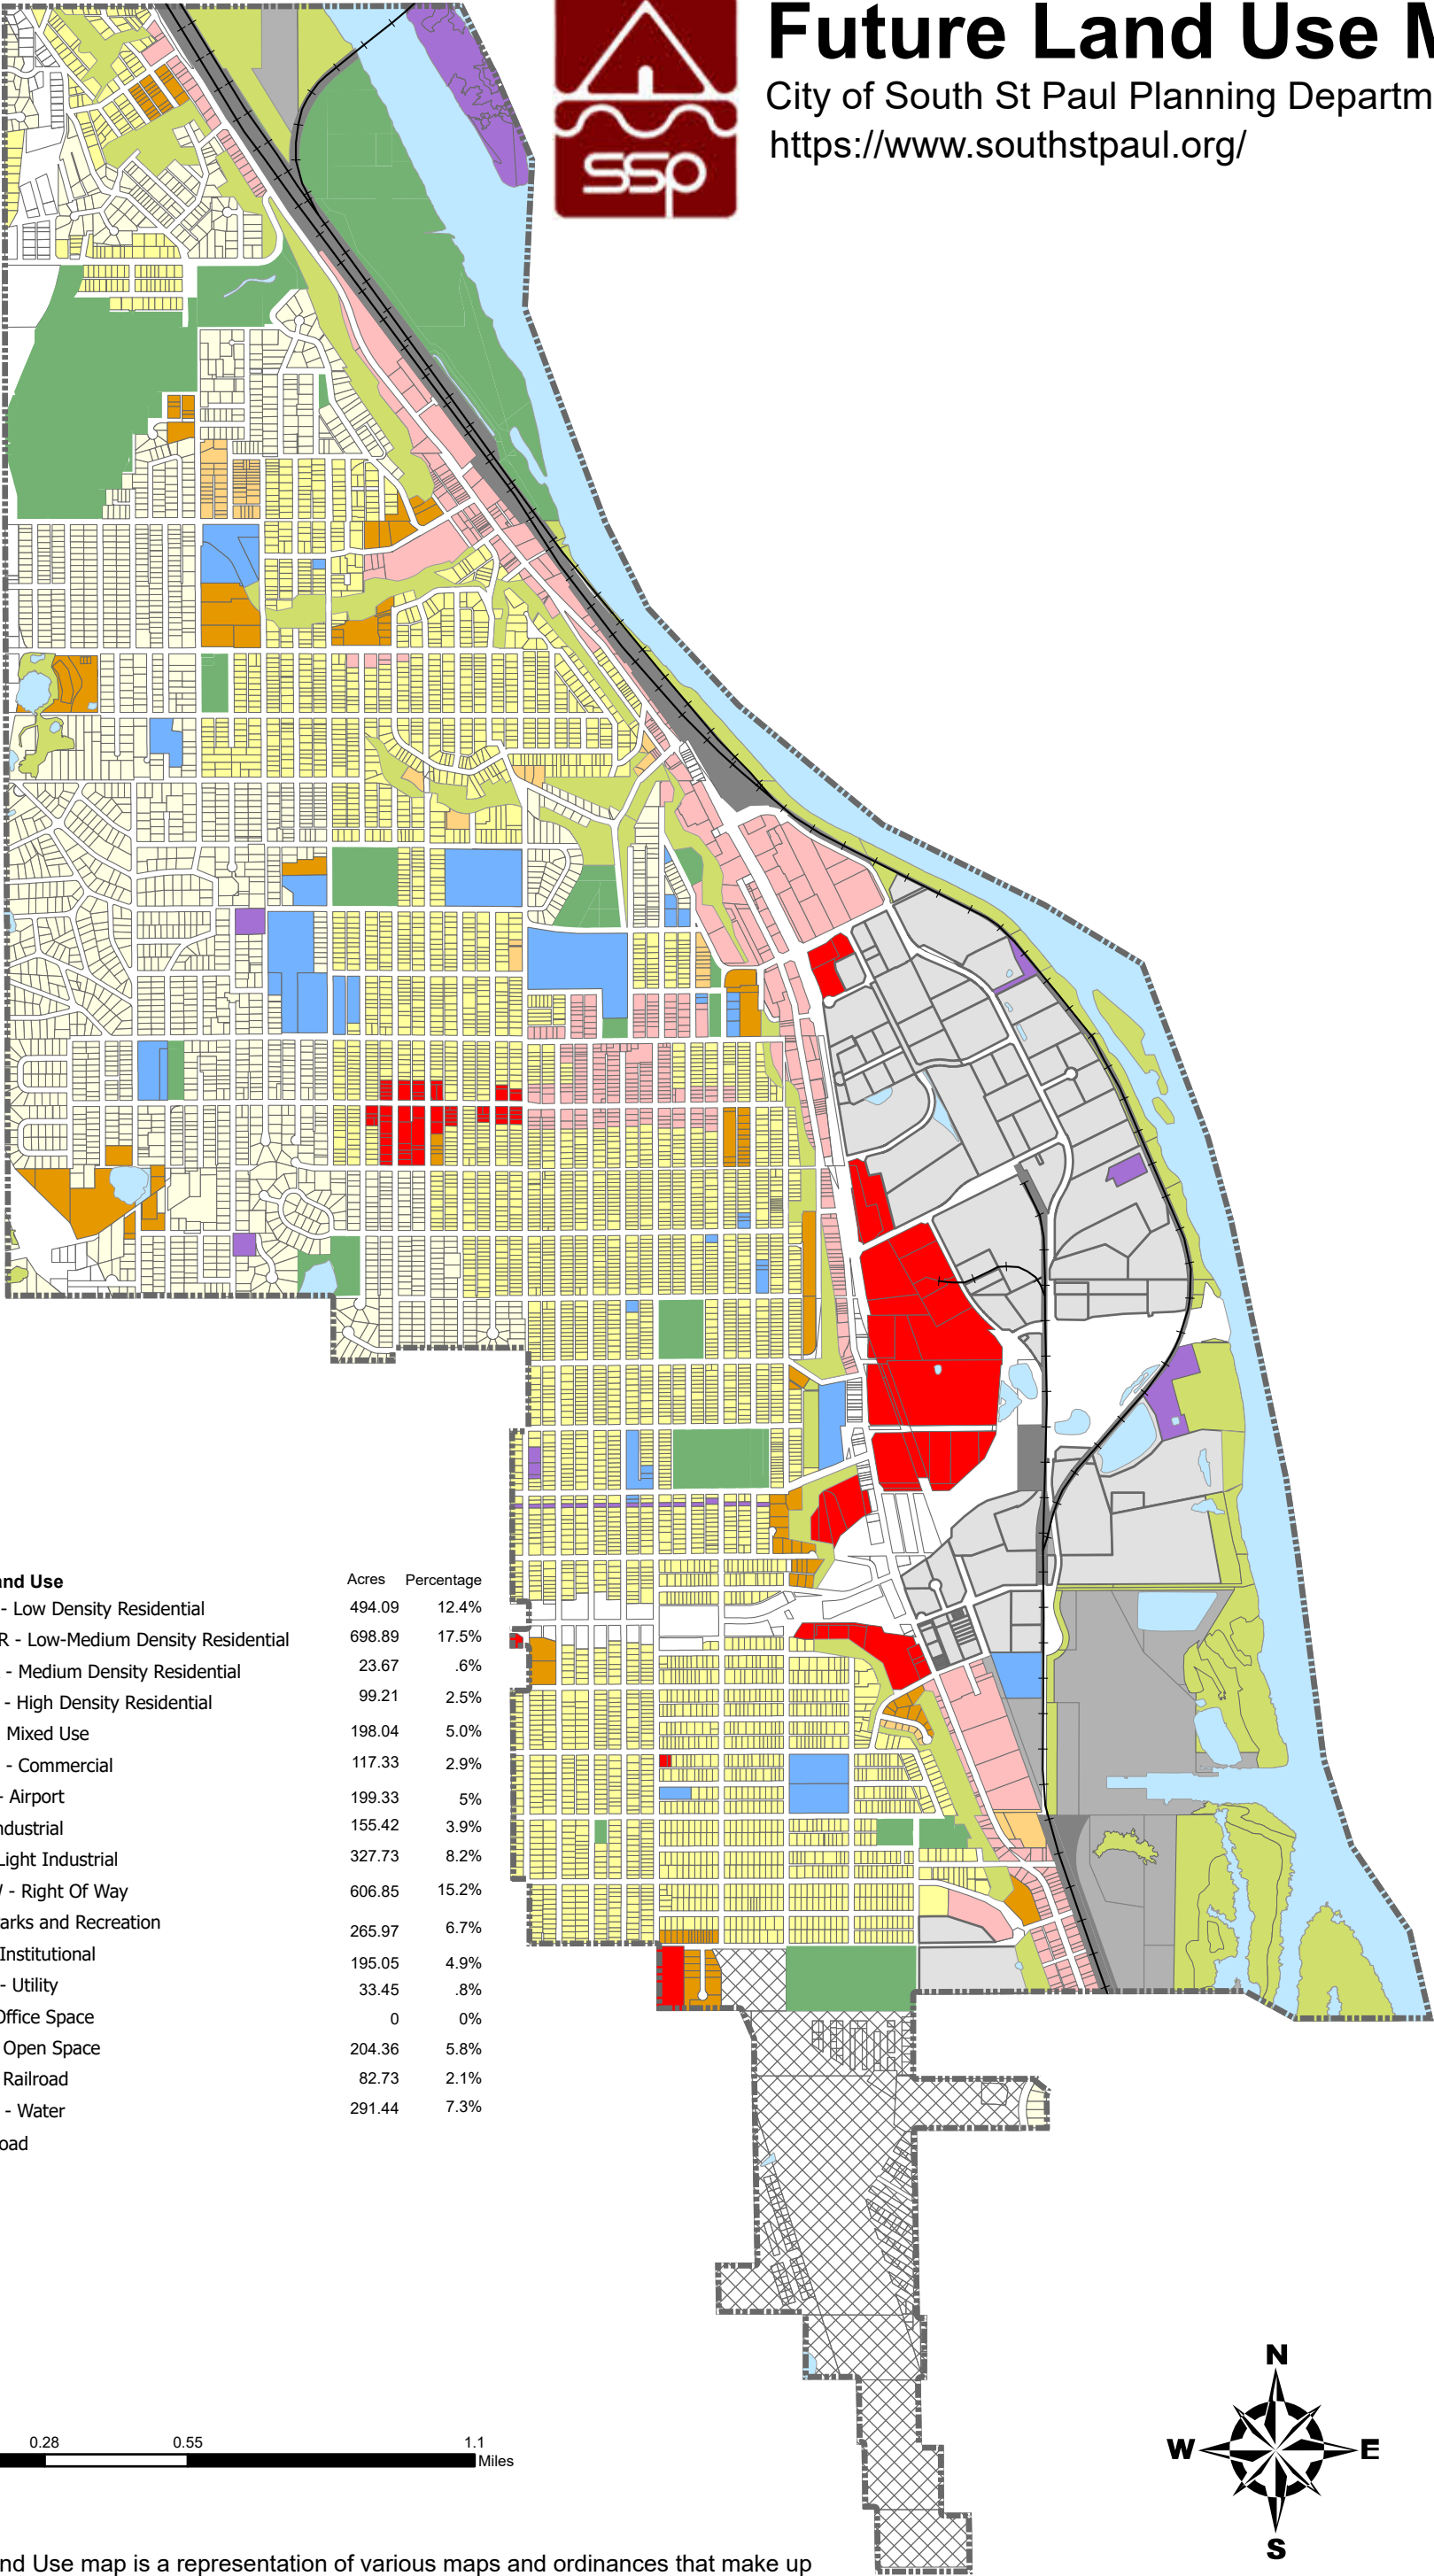 Future Land Use M
City of South St Paul Planning Departm
https://www.southstpaul.org/
ssp
and Use Acres Percentage
- Low Density Residential 494.09 12.4%
R - Low-Medium Density Residential 698.89 17.5%
- Medium Density Residential 23.67 .6%
- High Density Residential 99.21 2.5%
Mixed Use 198.04 5.0%
- Commercial 117.33 2.9%
- Airport 199.33 5%
ndustrial 155.42 3.9%
Light Industrial 327.73 8.2%
- Right Of Way 606.85 15.2%
arks and Recreation 265.97 6.7%
Institutional 195.05 4.9%
- Utility 33.45 .8%
Office Space 0 0%
Open Space 204.36 5.8%
Railroad 82.73 2.1%
- Water 291.44 7.3%
oad
0.28 0.55 1.1
Miles
N
W E
S
nd Use map is a representation of various maps and ordinances that make up